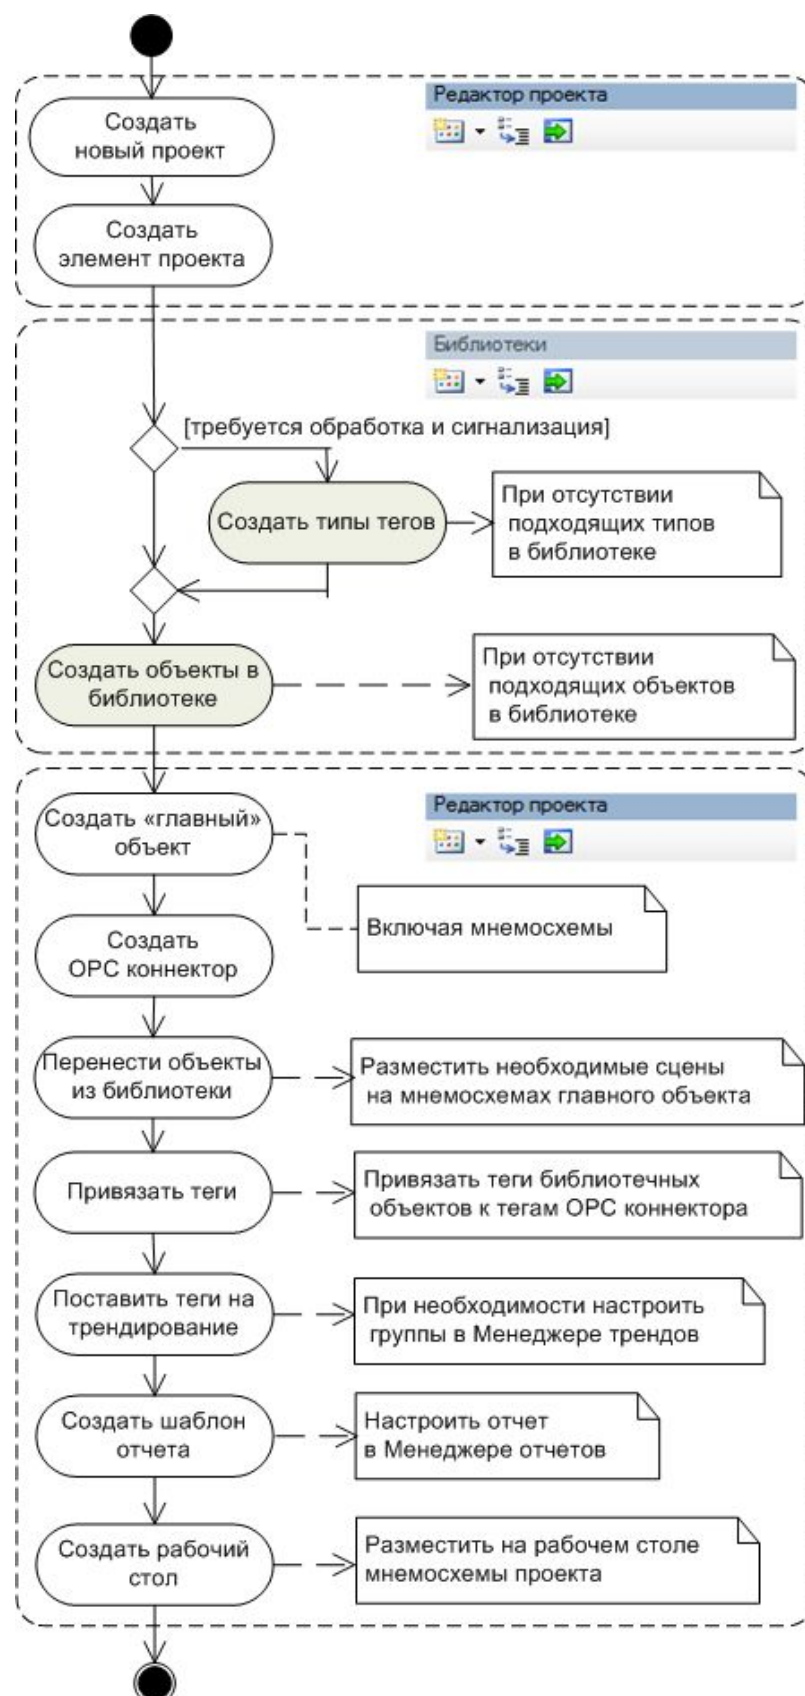 Редактор проекта
Создать
новый проект
Создать
элемент проекта
Библиотеки
[требуется обработка и сигнализация]
Создать типы тегов
При отсутствии
подходящих типов
в библиотеке
Создать объекты в
библиотеке
При отсутствии
подходящих объектов
в библиотеке
Редактор проекта
Создать «главный»
объект
Включая мнемосхемы
Создать
ОРС коннектор
Перенести объекты
из библиотеки
Разместить необходимые сцены
на мнемосхемах главного объекта
Привязать теги
Привязать теги библиотечных
объектов к тегам ОРС коннектора
Поставить теги на
трендирование
При необходимости настроить
группы в Менеджере трендов
Создать шаблон
отчета
Настроить отчет
в Менеджере отчетов
Создать рабочий
стол
Разместить на рабочем столе
мнемосхемы проекта